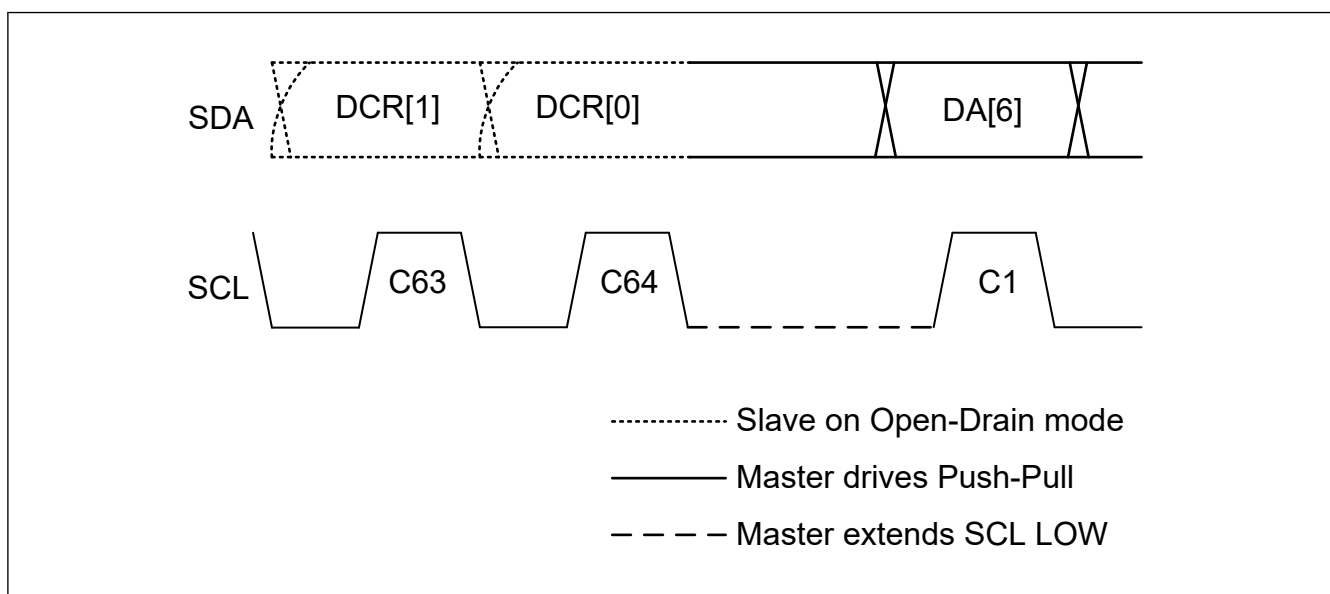 SDA DCR[1] DCR[0] DA[6]
SCL C63 C64 C1
Slave on Open-Drain mode
Master drives Push-Pull
Master extends SCL LOW